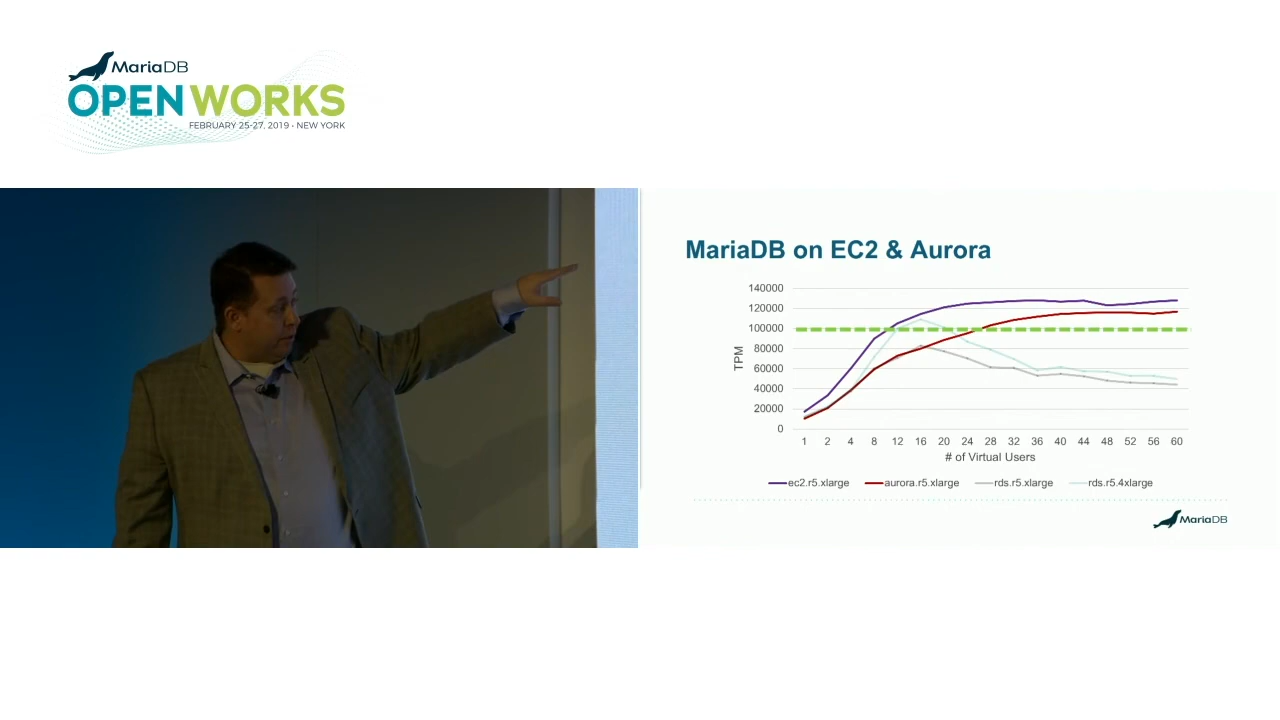 MariaDB
OPENWORKS
FEBRUARY 25-27, 2019 • NEW YORK
MariaDB on EC2 & Aurora
140000
120000
100000
80000
60000
40000
20000
0
TPM
1 2 4 8 12 16 20 24 28 32 36 40 44 48 52 56 60
# of Virtual Users
ec2.r5.xlarge aurora.r5.xlarge rds.r5.xlarge rds.r5.4xlarge
MariaDB